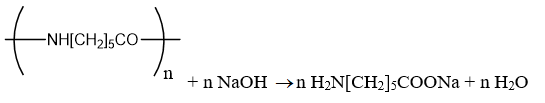 ( NH[CH₂]₅CO )n
+ n NaOH → n H₂N[CH₂]₅COONa + n H₂O